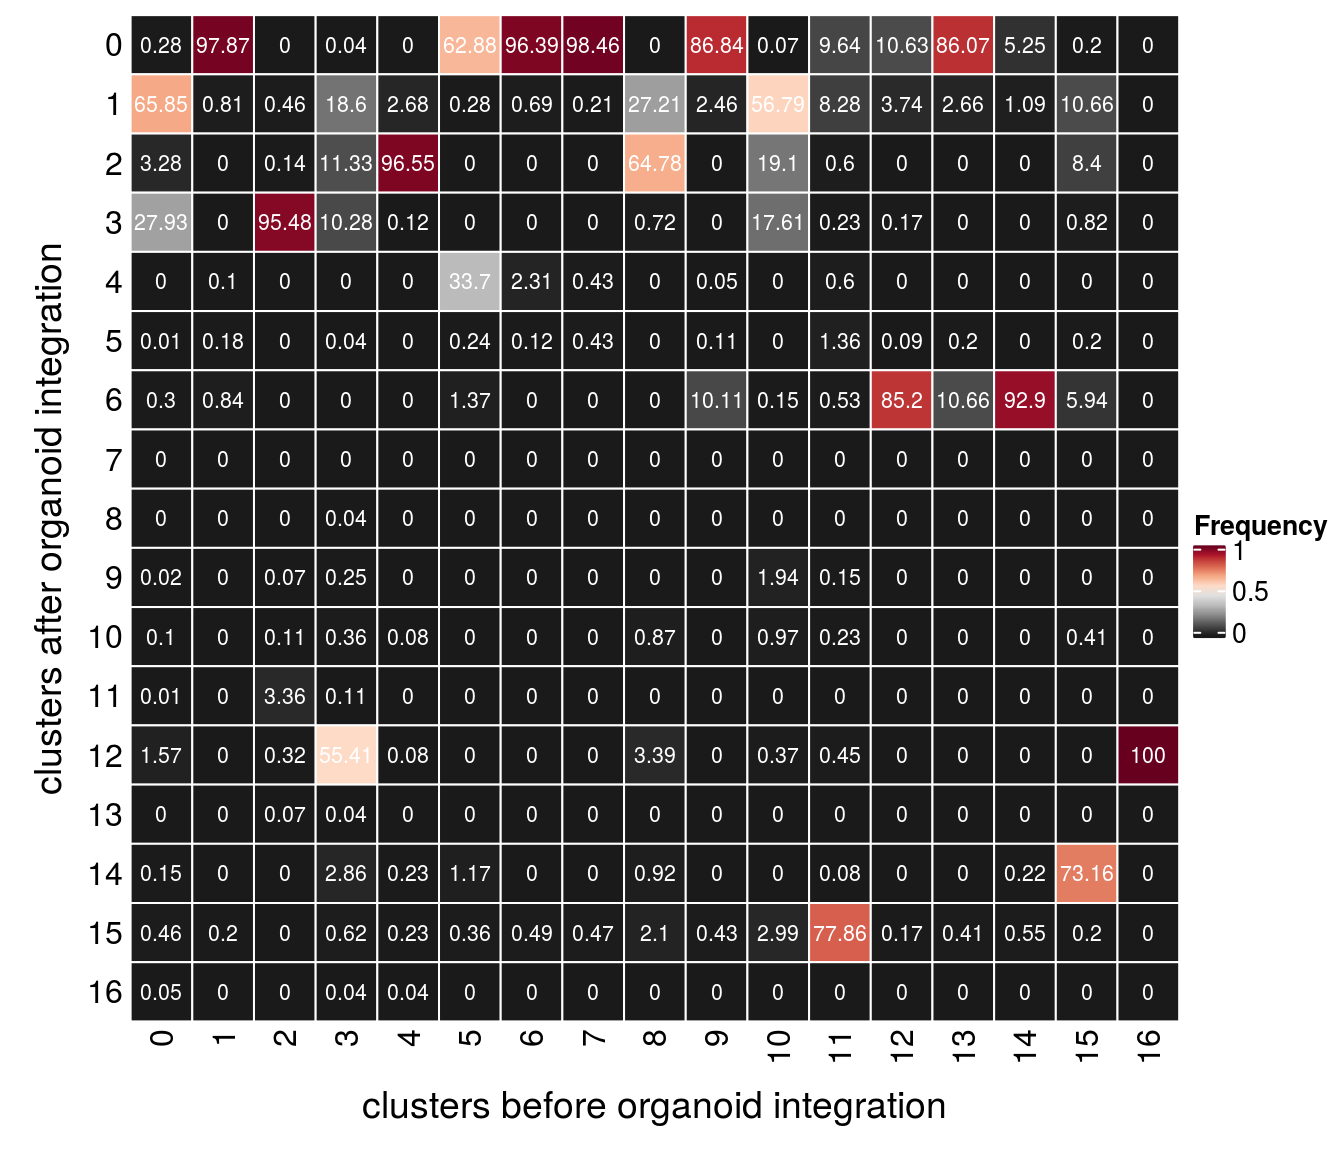 0 0.28 97.87 0 0.04 0 62.88 96.39 98.46 0 86.84 0.07 9.64 10.63 86.07 5.25 0.2 0
1 65.85 0.81 0.46 18.6 2.68 0.28 0.69 0.21 27.21 2.46 56.79 8.28 3.74 2.66 1.09 10.66 0
2 3.28 0 0.14 11.33 96.55 0 0 0 64.78 0 19.1 0.6 0 0 0 8.4 0
3 27.93 0 95.48 10.28 0.12 0 0 0 0.72 0 17.61 0.23 0.17 0 0 0.82 0
4 0 0.1 0 0 0 33.7 2.31 0.43 0 0.05 0 0.6 0 0 0 0 0
5 0.01 0.18 0 0.04 0 0.24 0.12 0.43 0 0.11 0 1.36 0.09 0.2 0 0.2 0
6 0.3 0.84 0 0 0 1.37 0 0 0 10.11 0.15 0.53 85.2 10.66 92.9 5.94 0
7 0 0 0 0 0 0 0 0 0 0 0 0 0 0 0 0 0
8 0 0 0 0.04 0 0 0 0 0 0 0 0 0 0 0 0 0
9 0.02 0 0.07 0.25 0 0 0 0 0 0 1.94 0.15 0 0 0 0 0
10 0.1 0 0.11 0.36 0.08 0 0 0 0.87 0 0.97 0.23 0 0 0 0.41 0
11 0.01 0 3.36 0.11 0 0 0 0 0 0 0 0 0 0 0 0 0
12 1.57 0 0.32 55.41 0.08 0 0 0 3.39 0 0.37 0.45 0 0 0 0 100
13 0 0 0.07 0.04 0 0 0 0 0 0 0 0 0 0 0 0 0
14 0.15 0 0 2.86 0.23 1.17 0 0 0.92 0 0 0.08 0 0 0.22 73.16 0
15 0.46 0.2 0 0.62 0.23 0.36 0.49 0.47 2.1 0.43 2.99 77.86 0.17 0.41 0.55 0.2 0
16 0.05 0 0 0.04 0.04 0 0 0 0 0 0 0 0 0 0 0 0
0 1 2 3 4 5 6 7 8 9 10 11 12 13 14 15 16
clusters before organoid integration
clusters after organoid integration
Frequency
1
0.5
0